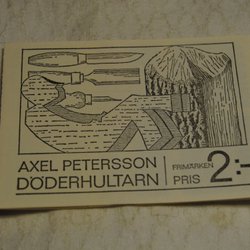 AXEL PETERSSON
DÖDERHULTARN
FRIMÄRKEN
PRIS 2:-